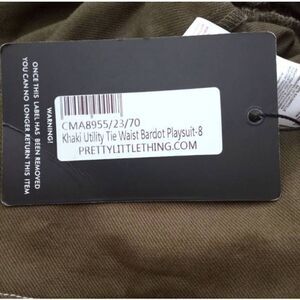 WARNING!
ONCE THIS LABEL HAS BEEN REMOVED
YOU CAN NO LONGER RETURN THIS ITEM
CMA8955/23/70
Khaki Utility Tie Waist Bardot Playsuit-8
PRETTYLITTLETHING.COM